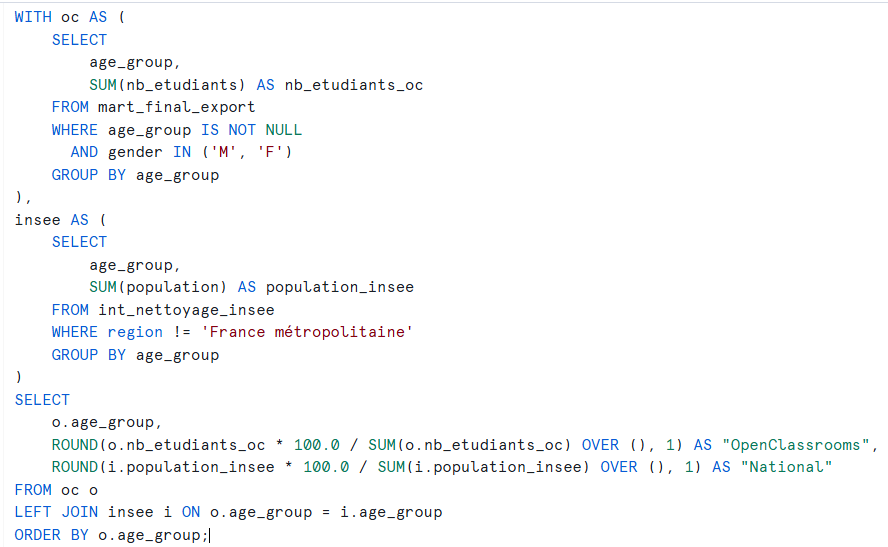 WITH oc AS (
    SELECT
        age_group,
        SUM(nb_etudiants) AS nb_etudiants_oc
    FROM mart_final_export
    WHERE age_group IS NOT NULL
      AND gender IN ('M', 'F')
    GROUP BY age_group
),
insee AS (
    SELECT
        age_group,
        SUM(population) AS population_insee
    FROM int_nettoyage_insee
    WHERE region != 'France métropolitaine'
    GROUP BY age_group
)
SELECT
    o.age_group,
    ROUND(o.nb_etudiants_oc * 100.0 / SUM(o.nb_etudiants_oc) OVER (), 1) AS "OpenClassrooms",
    ROUND(i.population_insee * 100.0 / SUM(i.population_insee) OVER (), 1) AS "National"
FROM oc o
LEFT JOIN insee i ON o.age_group = i.age_group
ORDER BY o.age_group;